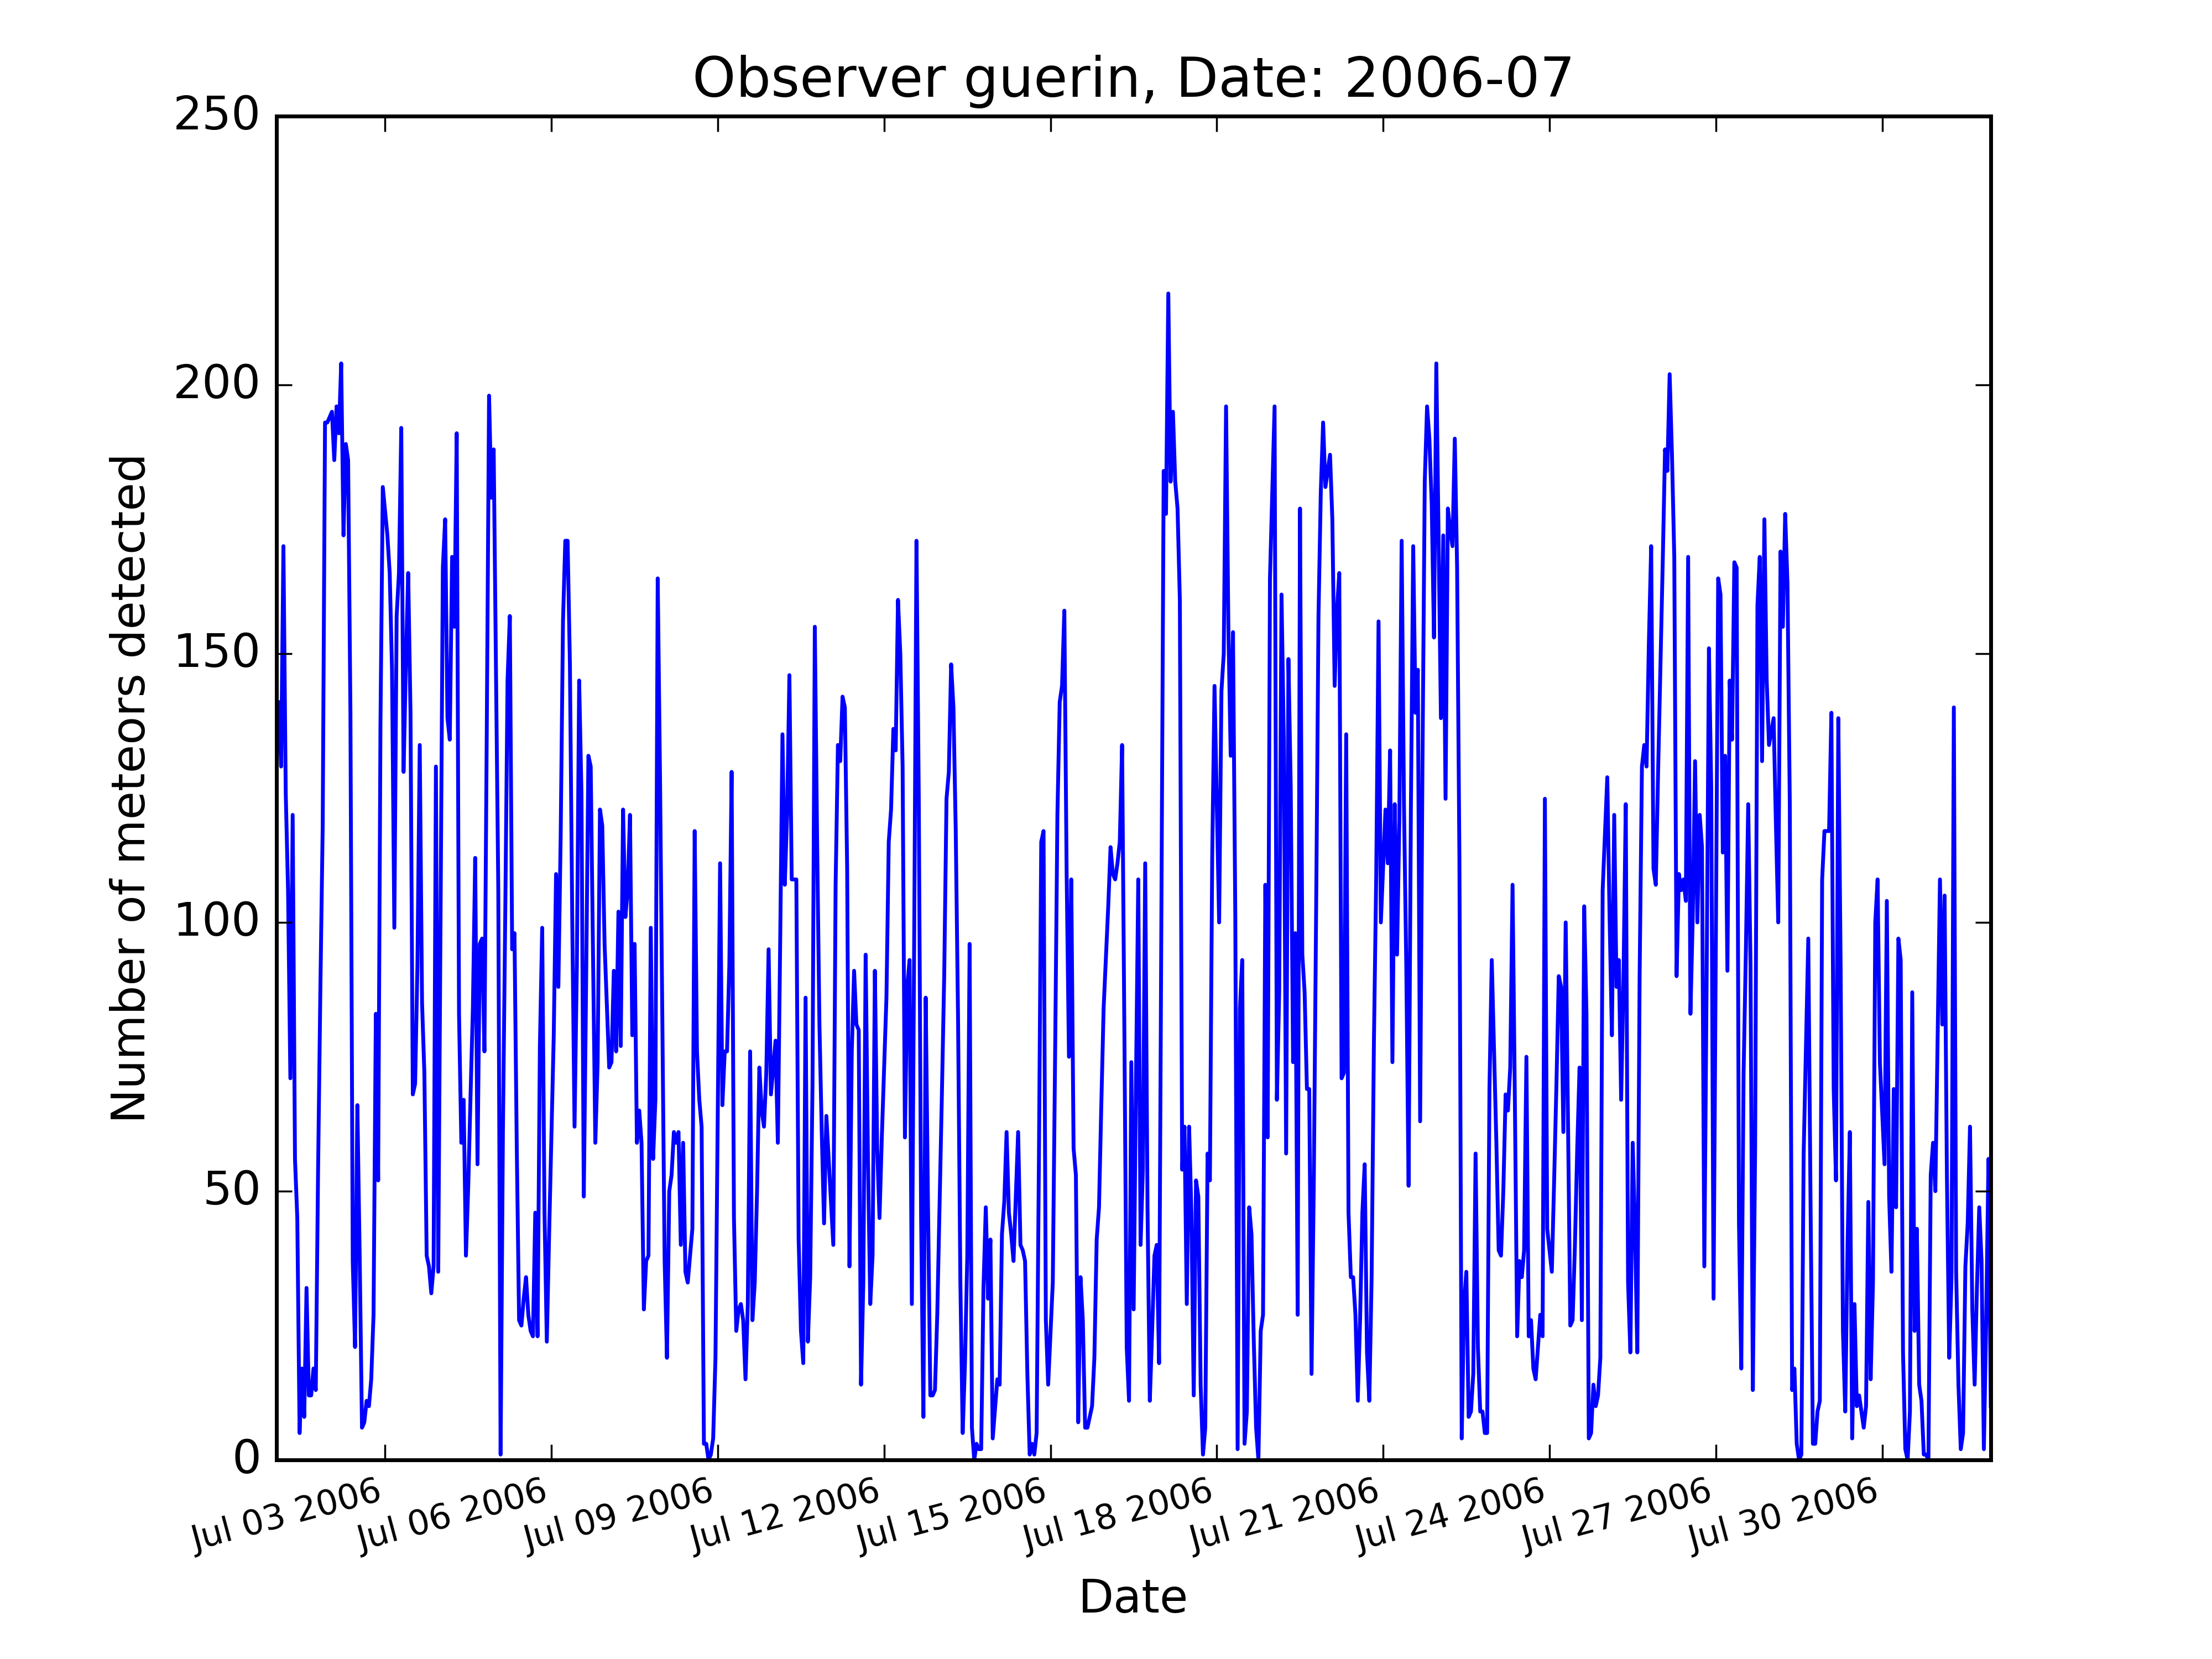 Observer guerin, Date: 2006-07
250
200
150
100
50
0
Number of meteors detected
Jul 03 2006
Jul 06 2006
Jul 09 2006
Jul 12 2006
Jul 15 2006
Jul 18 2006
Jul 21 2006
Jul 24 2006
Jul 27 2006
Jul 30 2006
Date